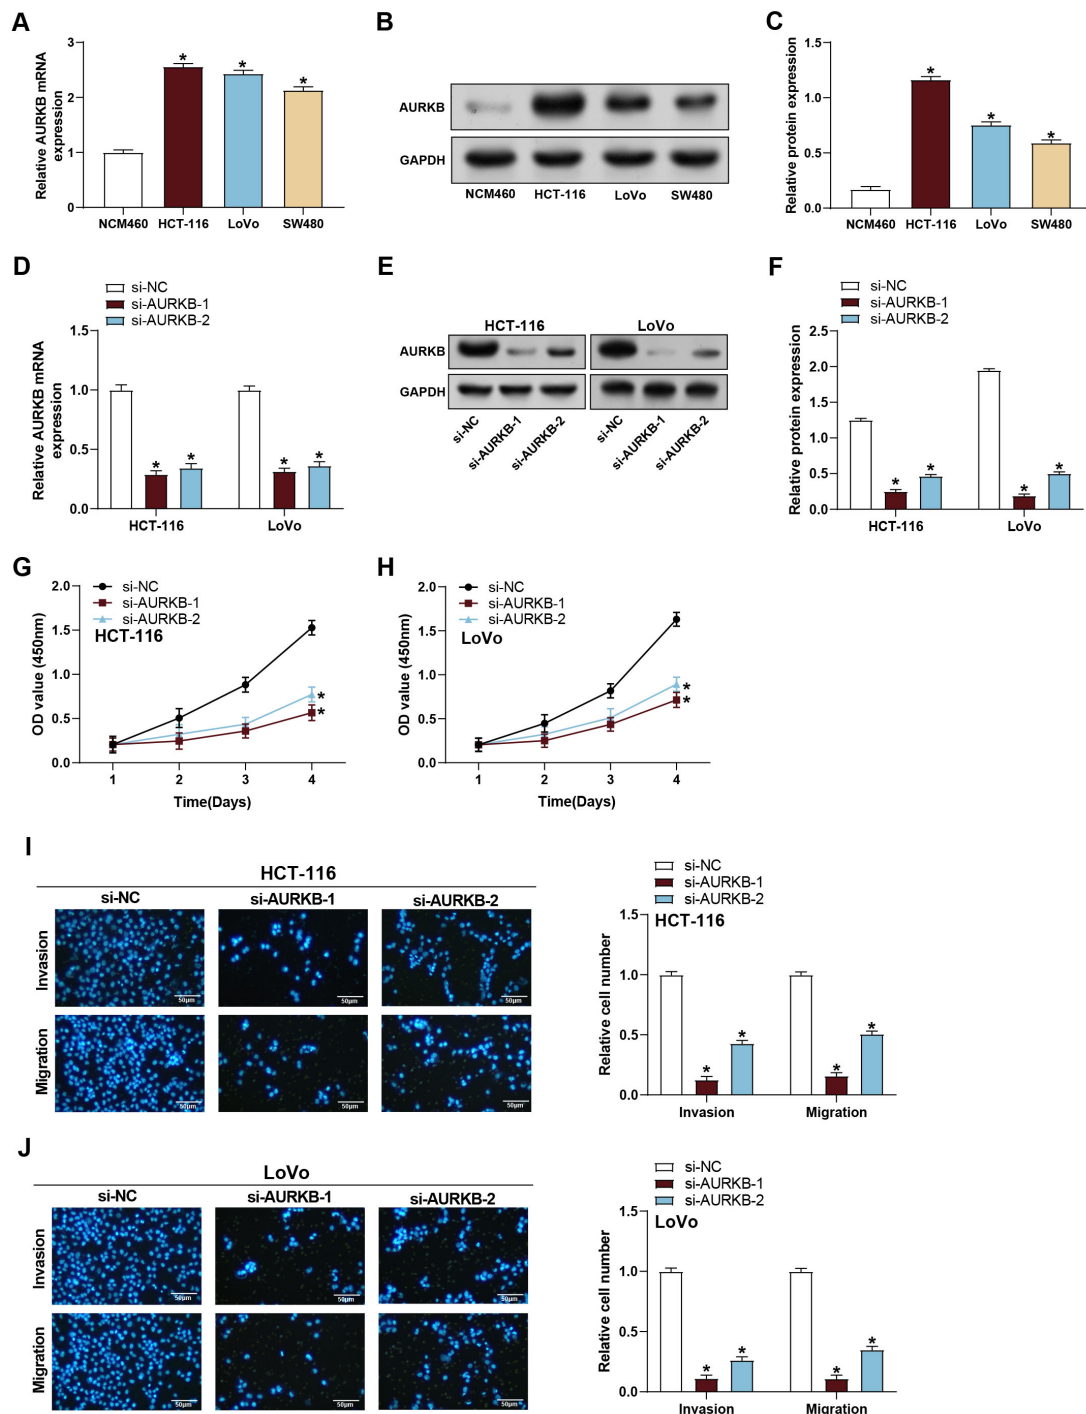 A
Relative AURKB mRNA
expression
3
2
1
0
*
*
*
NCM460
HCT-116
LoVo
SW480
B
AURKB
GAPDH
NCM460
HCT-116
LoVo
SW480
C
Relative protein expression
1.5
1.0
0.5
0.0
*
*
*
NCM460
HCT-116
LoVo
SW480
D
si-NC
si-AURKB-1
si-AURKB-2
Relative AURKB mRNA
expression
1.5
1.0
0.5
0.0
*
*
*
*
HCT-116
LoVo
E
HCT-116
LoVo
AURKB
GAPDH
si-NC
si-AURKB-1
si-AURKB-2
si-NC
si-AURKB-1
si-AURKB-2
F
si-NC
si-AURKB-1
si-AURKB-2
Relative protein expression
2.5
2.0
1.5
1.0
0.5
0.0
*
*
*
*
HCT-116
LoVo
G
si-NC
si-AURKB-1
si-AURKB-2
HCT-116
OD value (450nm)
2.0
1.5
1.0
0.5
0.0
*
*
1
2
3
4
Time(Days)
H
si-NC
si-AURKB-1
si-AURKB-2
LoVo
OD value (450nm)
2.0
1.5
1.0
0.5
0.0
*
*
1
2
3
4
Time(Days)
I
HCT-116
si-NC
si-AURKB-1
si-AURKB-2
Invasion
50μm
50μm
50μm
Migration
50μm
50μm
50μm
si-NC
si-AURKB-1
si-AURKB-2
HCT-116
Relative cell number
1.5
1.0
0.5
0.0
*
*
*
*
Invasion
Migration
J
LoVo
si-NC
si-AURKB-1
si-AURKB-2
Invasion
50μm
50μm
50μm
Migration
50μm
50μm
50μm
si-NC
si-AURKB-1
si-AURKB-2
LoVo
Relative cell number
1.5
1.0
0.5
0.0
*
*
*
*
Invasion
Migration